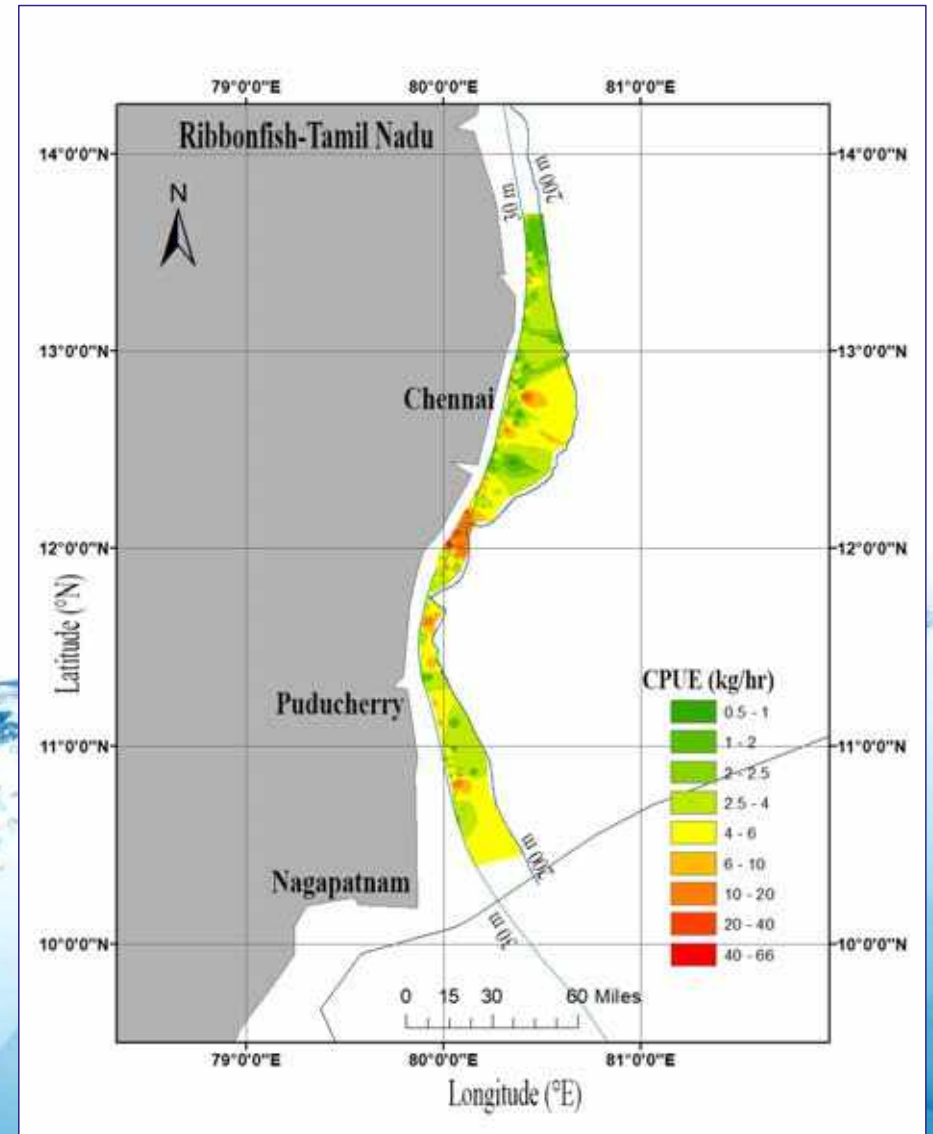 79°0'0"E
80°0'0"E
81°0'0"E
Ribbonfish-Tamil Nadu
14°0'0"N
14°0'0"N
200 m
30 m
N
13°0'0"N
13°0'0"N
Chennai
12°0'0"N
12°0'0"N
Latitude (°N)
CPUE (kg/hr)
0.5 - 1
1 - 2
2 - 2.5
2.5 - 4
4 - 6
6 - 10
10 - 20
20 - 40
40 - 66
Puducherry
11°0'0"N
11°0'0"N
200 m
Nagapatnam
30 m
10°0'0"N
10°0'0"N
0 15 30 60 Miles
79°0'0"E
80°0'0"E
81°0'0"E
Longitude (°E)